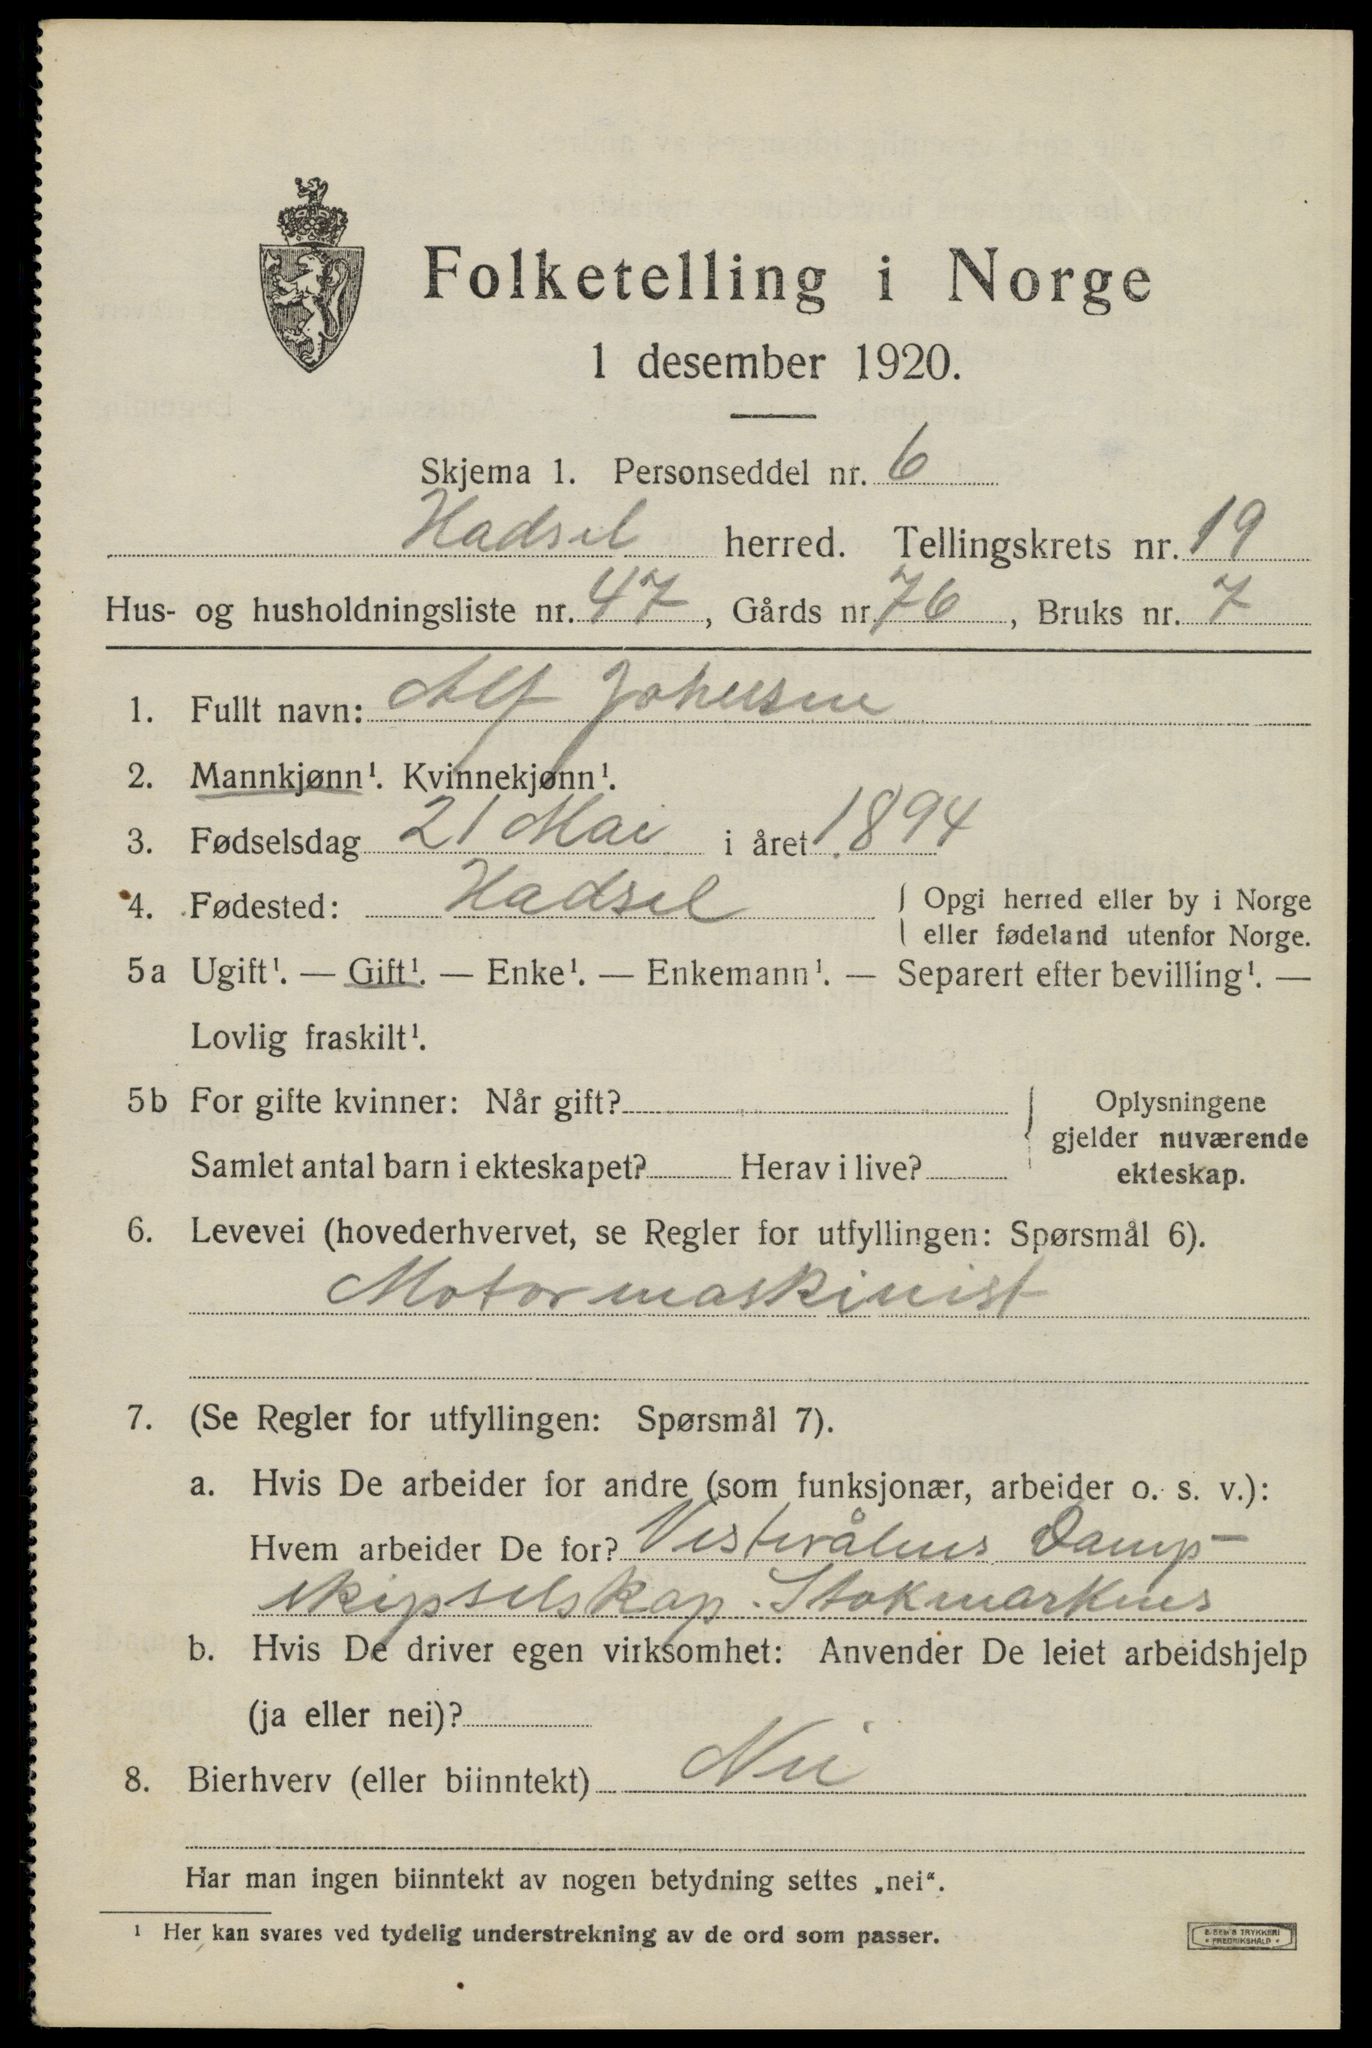 Folketelling i Norge
1 desember 1920.
Skjema 1. Personseddel nr. 6
Hadsel herred. Tellingskrets nr. 19
Hus- og husholdningsliste nr. 47, Gårds nr. 76, Bruks nr. 7
1. Fullt navn: Alf Johensen
2. Mannkjønn¹. Kvinnekjønn¹.
3. Fødselsdag 21 Mai i året 1894
4. Fødested: Hadsel { Opgi herred eller by i Norge
eller fødeland utenfor Norge.
5a Ugift¹. — Gift¹. — Enke¹. — Enkemann¹. — Separert efter bevilling¹. —
Lovlig fraskilt¹.
5b For gifte kvinner: Når gift? { Oplysningene
gjelder nuværende
Samlet antal barn i ekteskapet? Herav i live? ekteskap.
6. Levevei (hovederhvervet, se Regler for utfyllingen: Spørsmål 6).
Motormaskinist
7. (Se Regler for utfyllingen: Spørsmål 7).
a. Hvis De arbeider for andre (som funksjonær, arbeider o. s. v.):
Hvem arbeider De for? Vesterålens Damp-
skipselskap. Stokmarknes
b. Hvis De driver egen virksomhet: Anvender De leiet arbeidshjelp
(ja eller nei)?
8. Bierhverv (eller biinntekt) Nei
Har man ingen biinntekt av nogen betydning settes „nei“.
¹ Her kan svares ved tydelig understrekning av de ord som passer.
TRYKKERI
FREDRIKSHALD